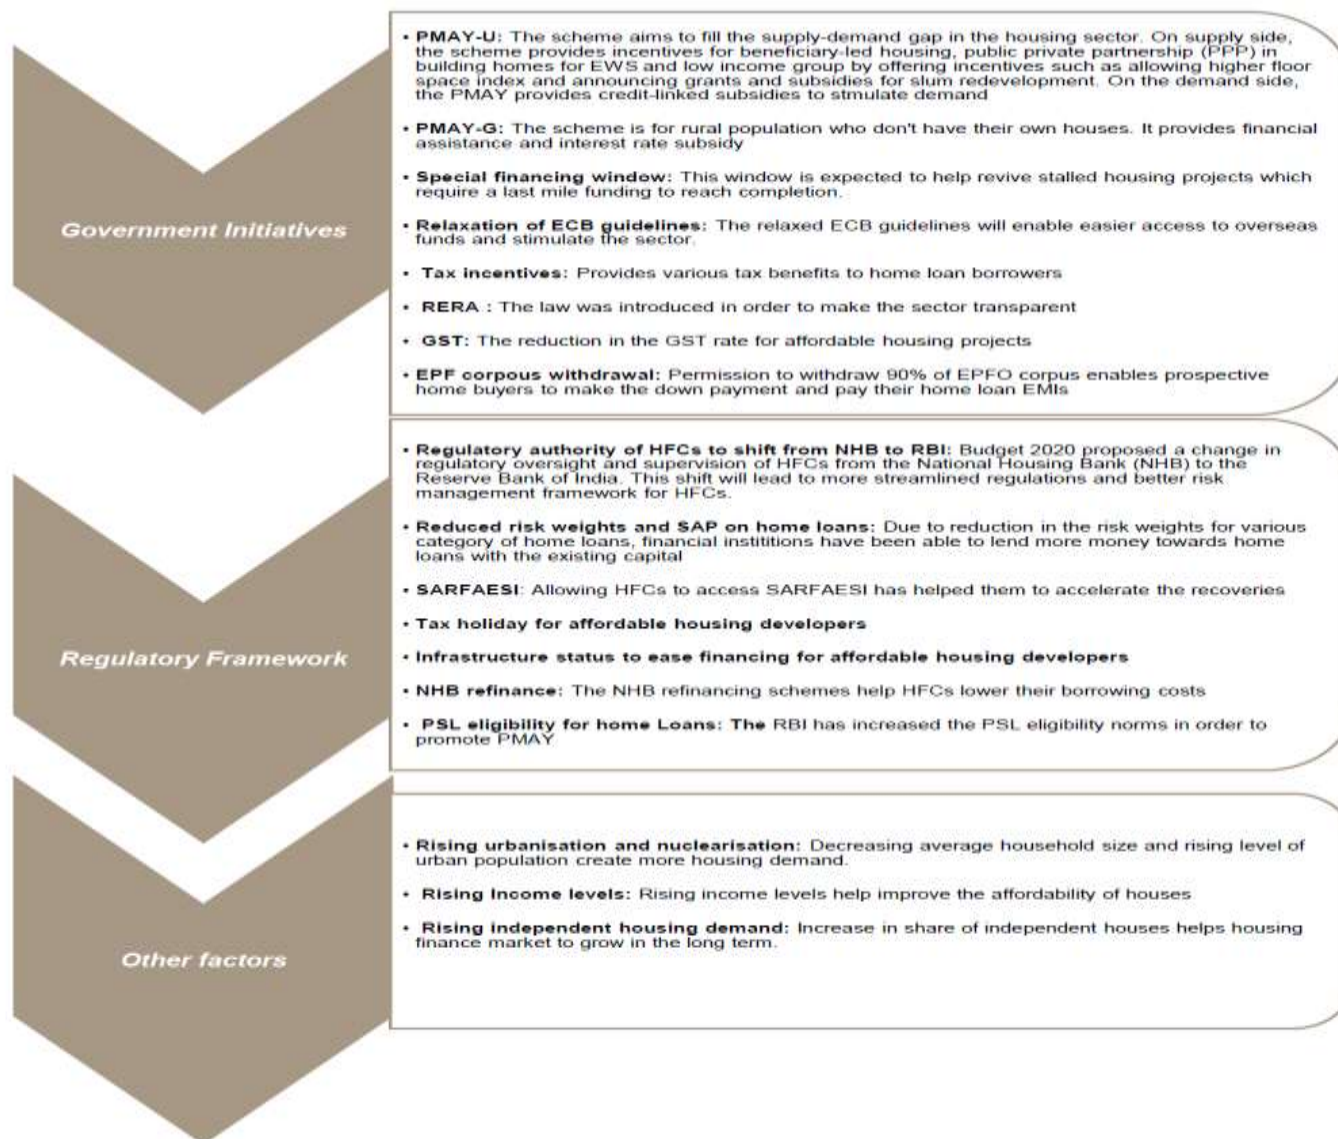 • PMAY-U: The scheme aims to fill the supply-demand gap in the housing sector. On supply side,
the scheme provides incentives for beneficiary-led housing, public private partnership (PPP) in
building homes for EWS and low income group by offering incentives such as allowing higher floor
space index and announcing grants and subsidies for slum redevelopment. On the demand side,
the PMAY provides credit-linked subsidies to stmulate demand
• PMAY-G: The scheme is for rural population who don't have their own houses. It provides financial
assistance and interest rate subsidy
• Special financing window: This window is expected to help revive stalled housing projects which
require a last mile funding to reach completion.
Government Initiatives
• Relaxation of ECB guidelines: The relaxed ECB guidelines will enable easier access to overseas
funds and stimulate the sector.
• Tax incentives: Provides various tax benefits to home loan borrowers
• RERA : The law was introduced in order to make the sector transparent
• GST: The reduction in the GST rate for affordable housing projects
• EPF corpous withdrawal: Permission to withdraw 90% of EPFO corpus enables prospective
home buyers to make the down payment and pay their home loan EMIs
• Regulatory authority of HFCs to shift from NHB to RBI: Budget 2020 proposed a change in
regulatory oversight and supervision of HFCs from the National Housing Bank (NHB) to the
Reserve Bank of India. This shift will lead to more streamlined regulations and better risk
management framework for HFCs.
• Reduced risk weights and SAP on home loans: Due to reduction in the risk weights for various
category of home loans, financial instititions have been able to lend more money towards home
loans with the existing capital
• SARFAESI: Allowing HFCs to access SARFAESI has helped them to accelerate the recoveries
• Tax holiday for affordable housing developers
Regulatory Framework
• Infrastructure status to ease financing for affordable housing developers
• NHB refinance: The NHB refinancing schemes help HFCs lower their borrowing costs
• PSL eligibility for home Loans: The RBI has increased the PSL eligibility norms in order to
promote PMAY
• Rising urbanisation and nuclearisation: Decreasing average household size and rising level of
urban population create more housing demand.
• Rising Income levels: Rising income levels help improve the affordability of houses
• Rising independent housing demand: Increase in share of independent houses helps housing
finance market to grow in the long term.
Other factors